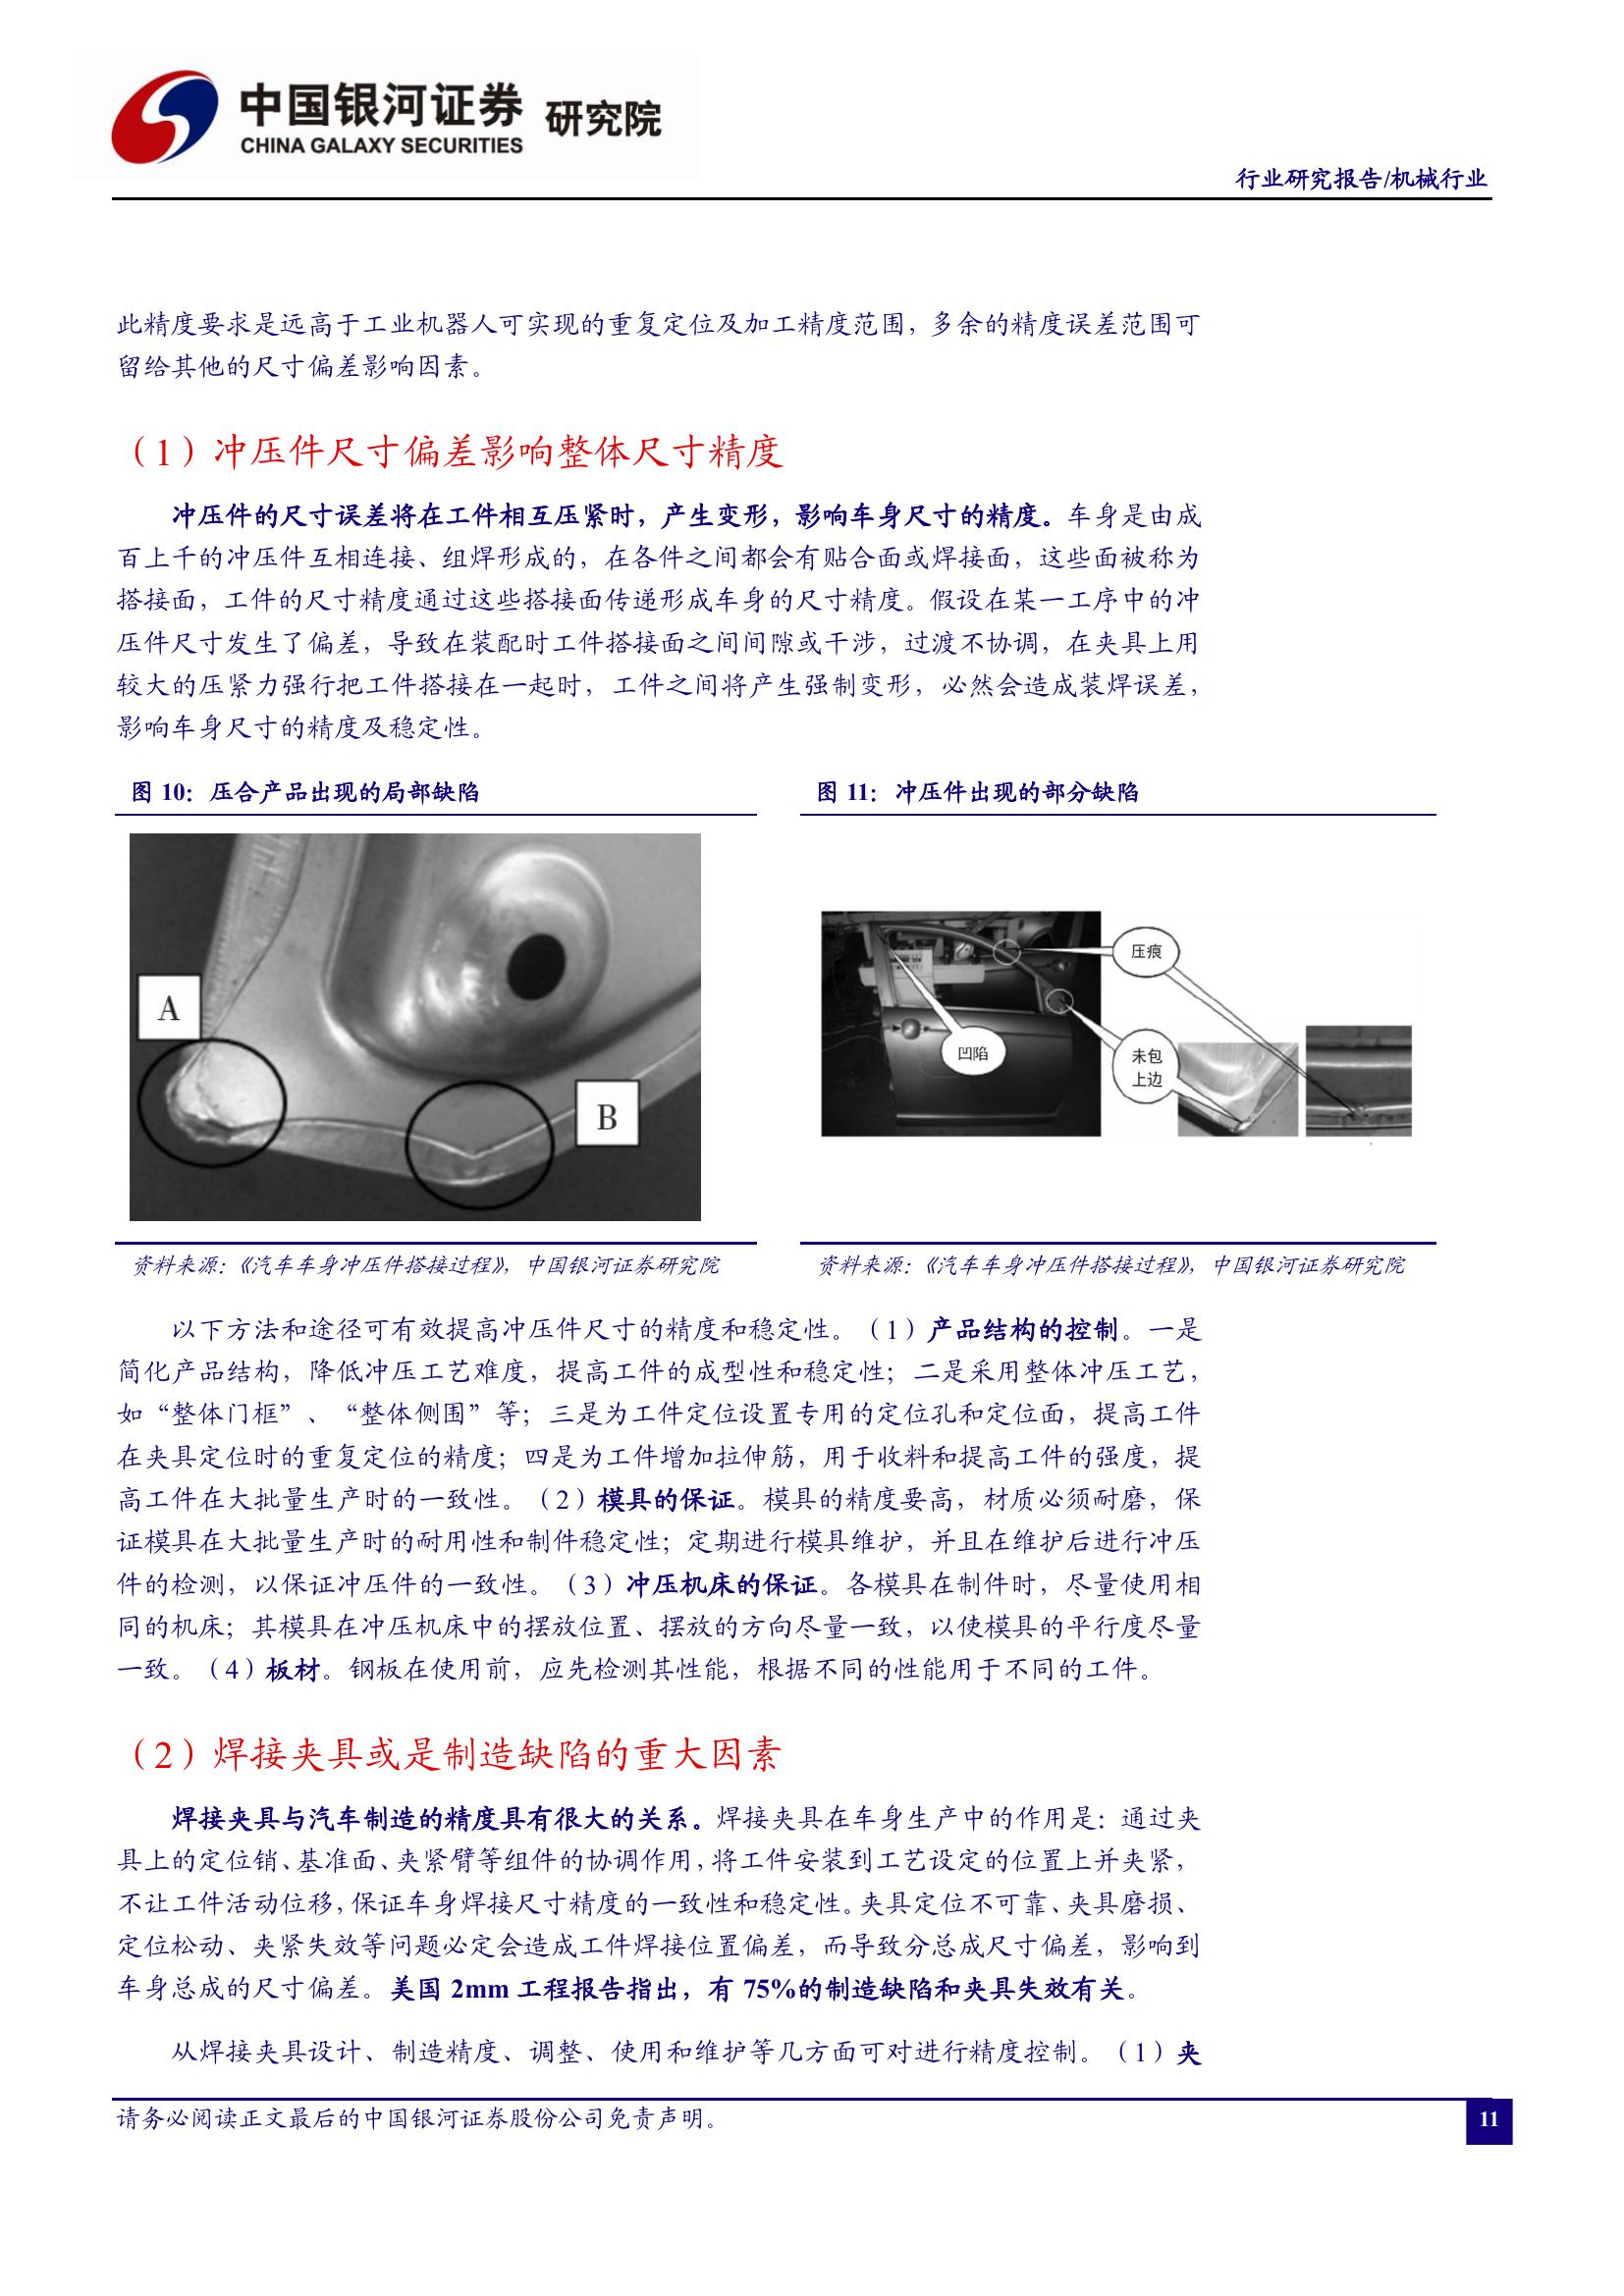 中国银河证券 研究院
CHINA GALAXY SECURITIES
行业研究报告/机械行业
此精度要求是远高于工业机器人可实现的重复定位及加工精度范围，多余的精度误差范围可
留给其他的尺寸偏差影响因素。
（1）冲压件尺寸偏差影响整体尺寸精度
冲压件的尺寸误差将在工件相互压紧时，产生变形，影响车身尺寸的精度。车身是由成
百上千的冲压件互相连接、组焊形成的，在各件之间都会有贴合面或焊接面，这些面被称为
搭接面，工件的尺寸精度通过这些搭接面传递形成车身的尺寸精度。假设在某一工序中的冲
压件尺寸发生了偏差，导致在装配时工件搭接面之间间隙或干涉，过渡不协调，在夹具上用
较大的压紧力强行把工件搭接在一起时，工件之间将产生强制变形，必然会造成装焊误差，
影响车身尺寸的精度及稳定性。
图 10：压合产品出现的局部缺陷
A
B
资料来源：《汽车车身冲压件搭接过程》，中国银河证券研究院
图 11：冲压件出现的部分缺陷
压痕
凹陷
未包
上边
资料来源：《汽车车身冲压件搭接过程》，中国银河证券研究院
以下方法和途径可有效提高冲压件尺寸的精度和稳定性。（1）产品结构的控制。一是
简化产品结构，降低冲压工艺难度，提高工件的成型性和稳定性；二是采用整体冲压工艺，
如“整体门框”、“整体侧围”等；三是为工件定位设置专用的定位孔和定位面，提高工件
在夹具定位时的重复定位的精度；四是为工件增加拉伸筋，用于收料和提高工件的强度，提
高工件在大批量生产时的一致性。（2）模具的保证。模具的精度要高，材质必须耐磨，保
证模具在大批量生产时的耐用性和制件稳定性；定期进行模具维护，并且在维护后进行冲压
件的检测，以保证冲压件的一致性。（3）冲压机床的保证。各模具在制件时，尽量使用相
同的机床；其模具在冲压机床中的摆放位置、摆放的方向尽量一致，以使模具的平行度尽量
一致。（4）板材。钢板在使用前，应先检测其性能，根据不同的性能用于不同的工件。
（2）焊接夹具或是制造缺陷的重大因素
焊接夹具与汽车制造的精度具有很大的关系。焊接夹具在车身生产中的作用是：通过夹
具上的定位销、基准面、夹紧臂等组件的协调作用，将工件安装到工艺设定的位置上并夹紧，
不让工件活动位移，保证车身焊接尺寸精度的一致性和稳定性。夹具定位不可靠、夹具磨损、
定位松动、夹紧失效等问题必定会造成工件焊接位置偏差，而导致分总成尺寸偏差，影响到
车身总成的尺寸偏差。美国 2mm 工程报告指出，有 75%的制造缺陷和夹具失效有关。
从焊接夹具设计、制造精度、调整、使用和维护等几方面可对进行精度控制。（1）夹
请务必阅读正文最后的中国银河证券股份公司免责声明。
11